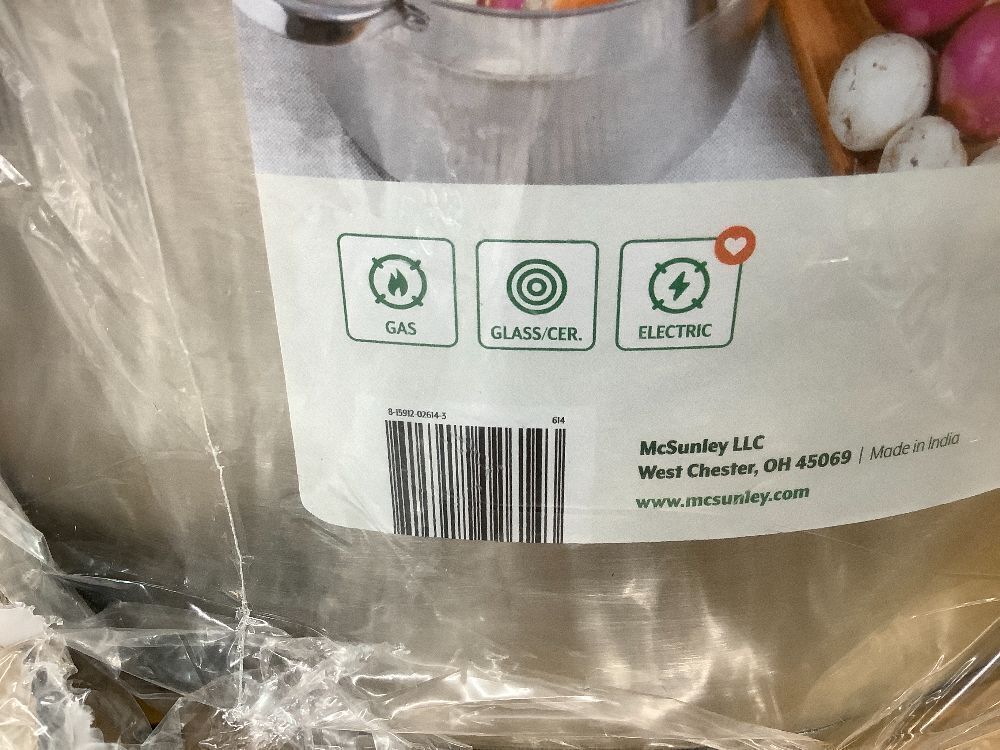 GAS
GLASS/CER.
ELECTRIC
8-15912-02614-3
614
McSunley LLC
West Chester, OH 45069 | Made in India
www.mcsunley.com